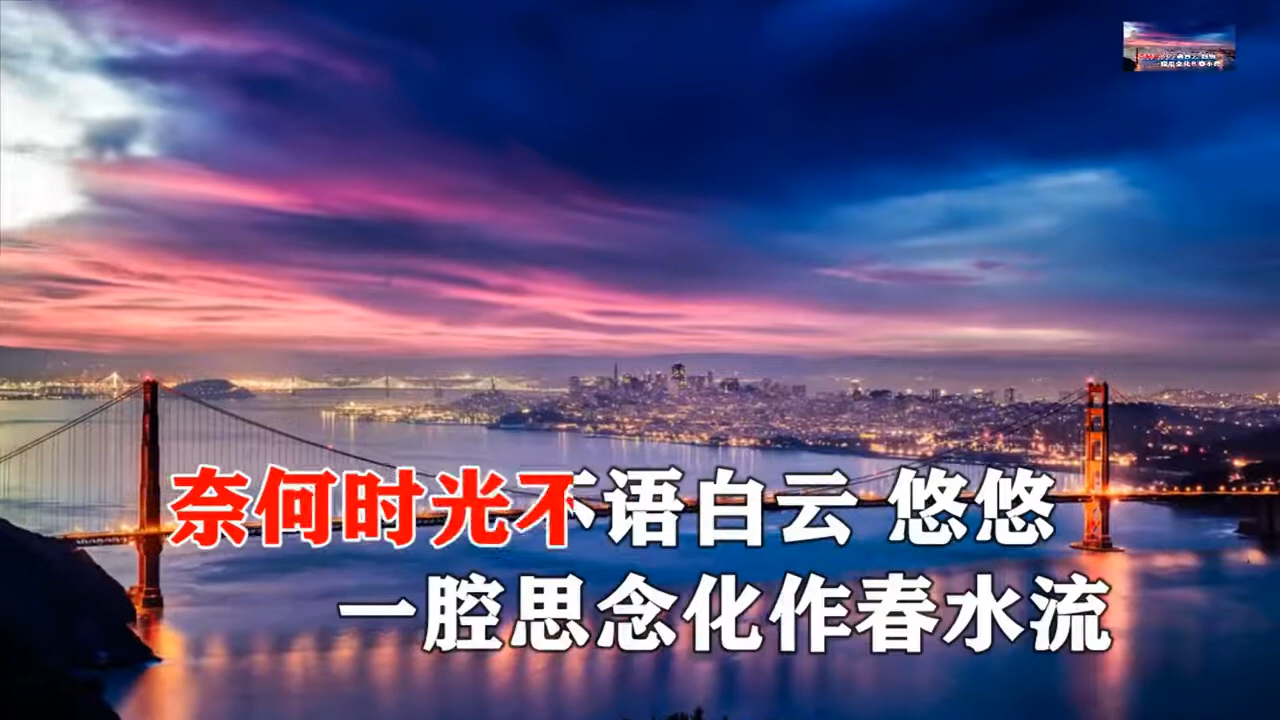 奈何时光不语白云 悠悠
一腔思念化作春水流